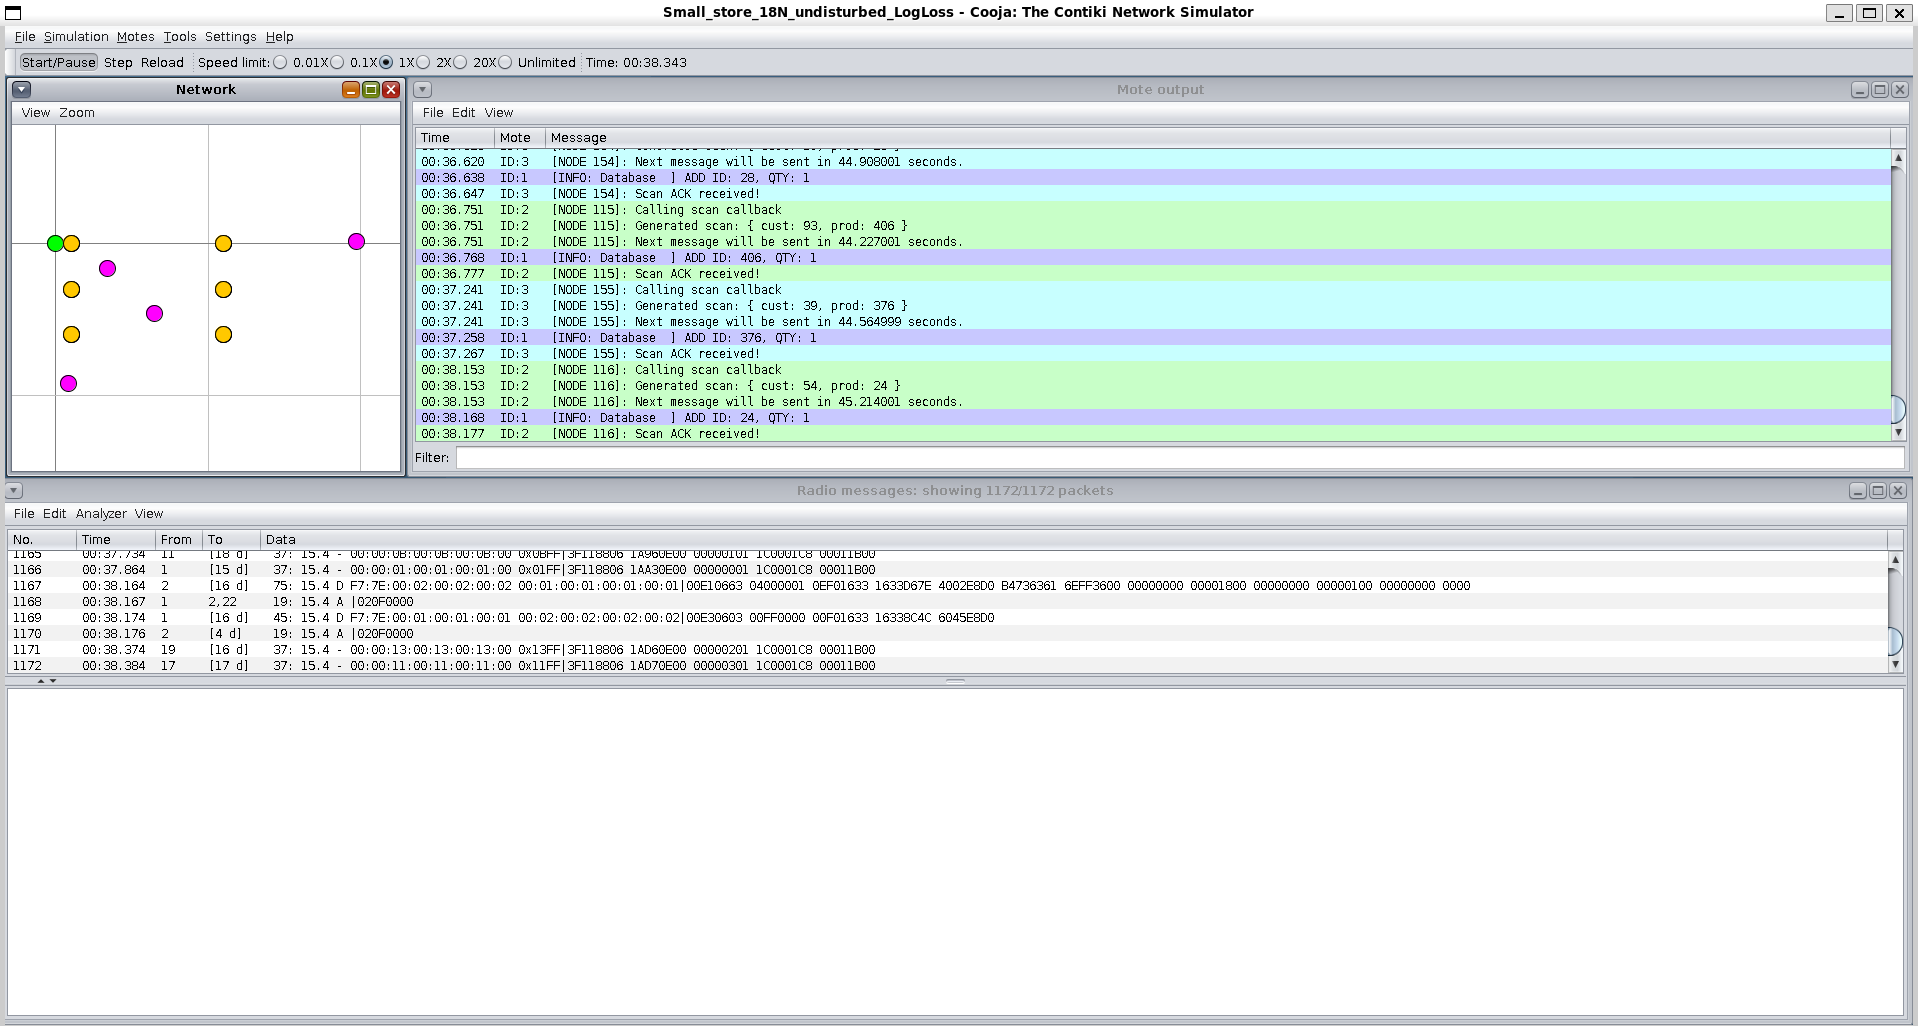 Small_store_18N_undisturbed_LogLoss - Cooja: The Contiki Network Simulator
File Simulation Motes Tools Settings Help
Start/Pause Step Reload Speed limit: 0.01X 0.1X 1X 2X 20X Unlimited Time: 00:38.343
Network
View Zoom
Mote output
File Edit View
Time Mote Message
00:36.620 ID:3 [NODE 154]: Next message will be sent in 44.908001 seconds.
00:36.638 ID:1 [INFO: Database  ] ADD ID: 28, QTY: 1
00:36.647 ID:3 [NODE 154]: Scan ACK received!
00:36.751 ID:2 [NODE 115]: Calling scan callback
00:36.751 ID:2 [NODE 115]: Generated scan: { cust: 93, prod: 406 }
00:36.751 ID:2 [NODE 115]: Next message will be sent in 44.227001 seconds.
00:36.768 ID:1 [INFO: Database  ] ADD ID: 406, QTY: 1
00:36.777 ID:2 [NODE 115]: Scan ACK received!
00:37.241 ID:3 [NODE 155]: Calling scan callback
00:37.241 ID:3 [NODE 155]: Generated scan: { cust: 39, prod: 376 }
00:37.241 ID:3 [NODE 155]: Next message will be sent in 44.564999 seconds.
00:37.258 ID:1 [INFO: Database  ] ADD ID: 376, QTY: 1
00:37.267 ID:3 [NODE 155]: Scan ACK received!
00:38.153 ID:2 [NODE 116]: Calling scan callback
00:38.153 ID:2 [NODE 116]: Generated scan: { cust: 54, prod: 24 }
00:38.153 ID:2 [NODE 116]: Next message will be sent in 45.214001 seconds.
00:38.168 ID:1 [INFO: Database  ] ADD ID: 24, QTY: 1
00:38.177 ID:2 [NODE 116]: Scan ACK received!
Filter:
Radio messages: showing 1172/1172 packets
File Edit Analyzer View
No. Time From To Data
1165 00:37.734 11 [18 d] 37: 15.4 - 00:00:0B:00:0B:00:0B:00 0x0BFF|3F118806 1A960E00 00000101 1C0001C8 00011B00
1166 00:37.864 1 [15 d] 37: 15.4 - 00:00:01:00:01:00:01:00 0x01FF|3F118806 1AA30E00 00000001 1C0001C8 00011B00
1167 00:38.164 2 [16 d] 75: 15.4 D F7:7E:00:02:00:02:00:02 00:01:00:01:00:01:00:01|00E10663 04000001 0EF01633 1633D67E 4002E8D0 B4736361 6EFF3600 00000000 00001800 00000000 00000100 00000000 0000
1168 00:38.167 1 2,22 19: 15.4 A |020F0000
1169 00:38.174 1 [16 d] 45: 15.4 D F7:7E:00:01:00:01:00:01 00:02:00:02:00:02:00:02|00E30603 00FF0000 00F01633 16338C4C 6045E8D0
1170 00:38.176 2 [4 d] 19: 15.4 A |020F0000
1171 00:38.374 19 [16 d] 37: 15.4 - 00:00:13:00:13:00:13:00 0x13FF|3F118806 1AD60E00 00000201 1C0001C8 00011B00
1172 00:38.384 17 [17 d] 37: 15.4 - 00:00:11:00:11:00:11:00 0x11FF|3F118806 1AD70E00 00000301 1C0001C8 00011B00